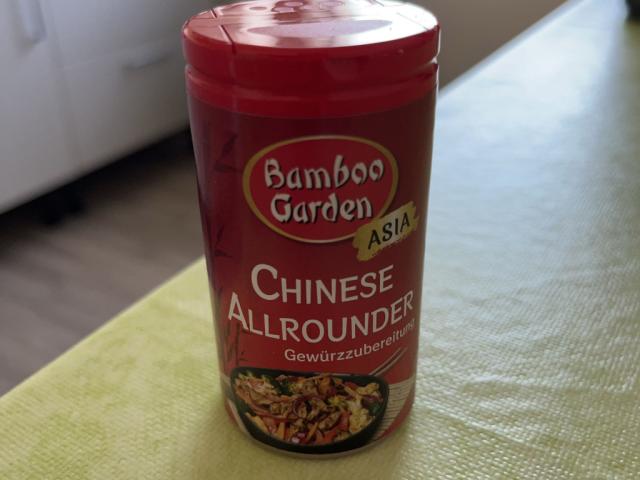 Bamboo
Garden
ASIA
CHINESE
ALLROUNDER
Gewürzzubereitung